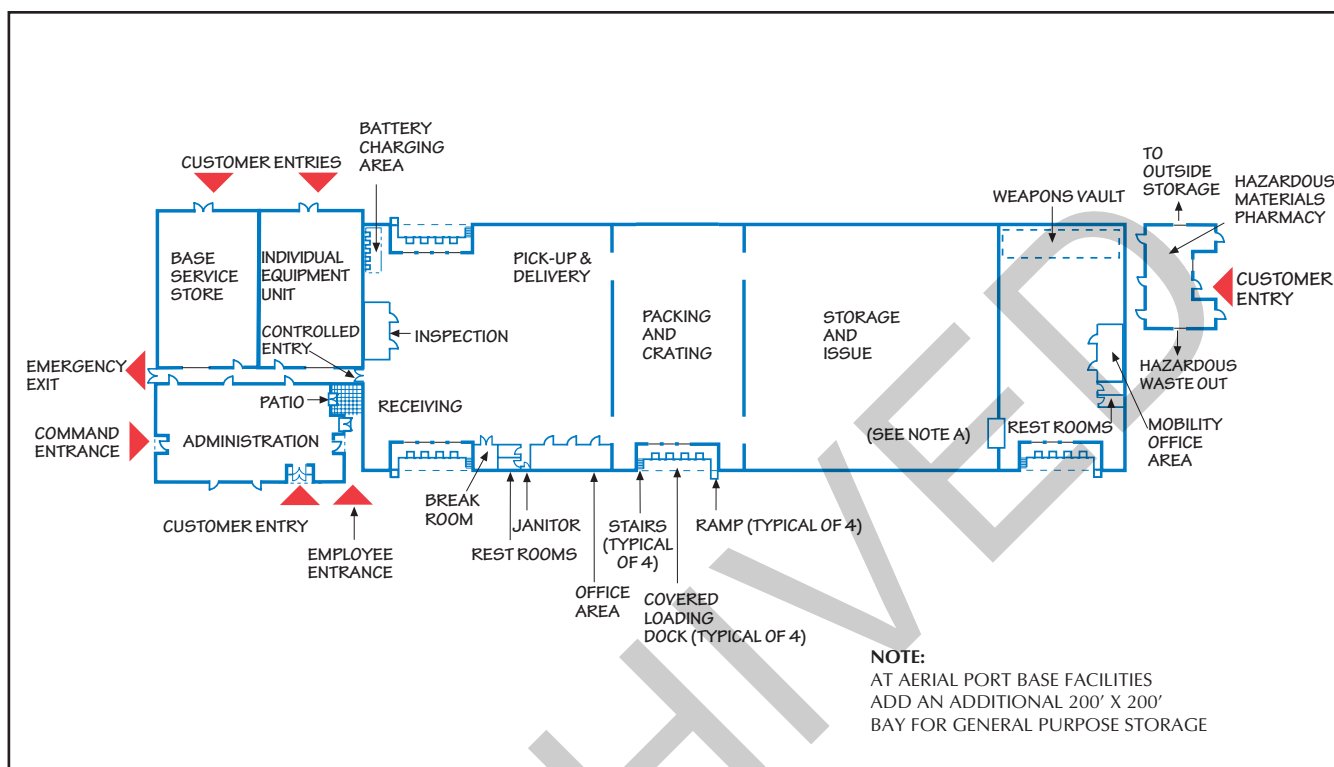 BATTERY
CHARGING
AREA
CUSTOMER ENTRIES
TO
OUTSIDE
STORAGE
HAZARDOUS
MATERIALS
PHARMACY
WEAPONS VAULT
BASE
SERVICE
STORE
INDIVIDUAL
EQUIPMENT
UNIT
PICK-UP &
DELIVERY
CUSTOMER
ENTRY
PACKING
AND
CRATING
STORAGE
AND
ISSUE
CONTROLLED
ENTRY
INSPECTION
EMERGENCY
EXIT
HAZARDOUS
WASTE OUT
PATIO
RECEIVING
COMMAND
ENTRANCE
ADMINISTRATION
(SEE NOTE A)
REST ROOMS
MOBILITY
OFFICE
AREA
CUSTOMER ENTRY
EMPLOYEE
ENTRANCE
BREAK
ROOM
REST ROOMS
JANITOR
OFFICE
AREA
STAIRS
(TYPICAL
OF 4)
COVERED
LOADING
DOCK (TYPICAL OF 4)
RAMP (TYPICAL OF 4)
NOTE:
AT AERIAL PORT BASE FACILITIES
ADD AN ADDITIONAL 200' X 200'
BAY FOR GENERAL PURPOSE STORAGE
HIVED